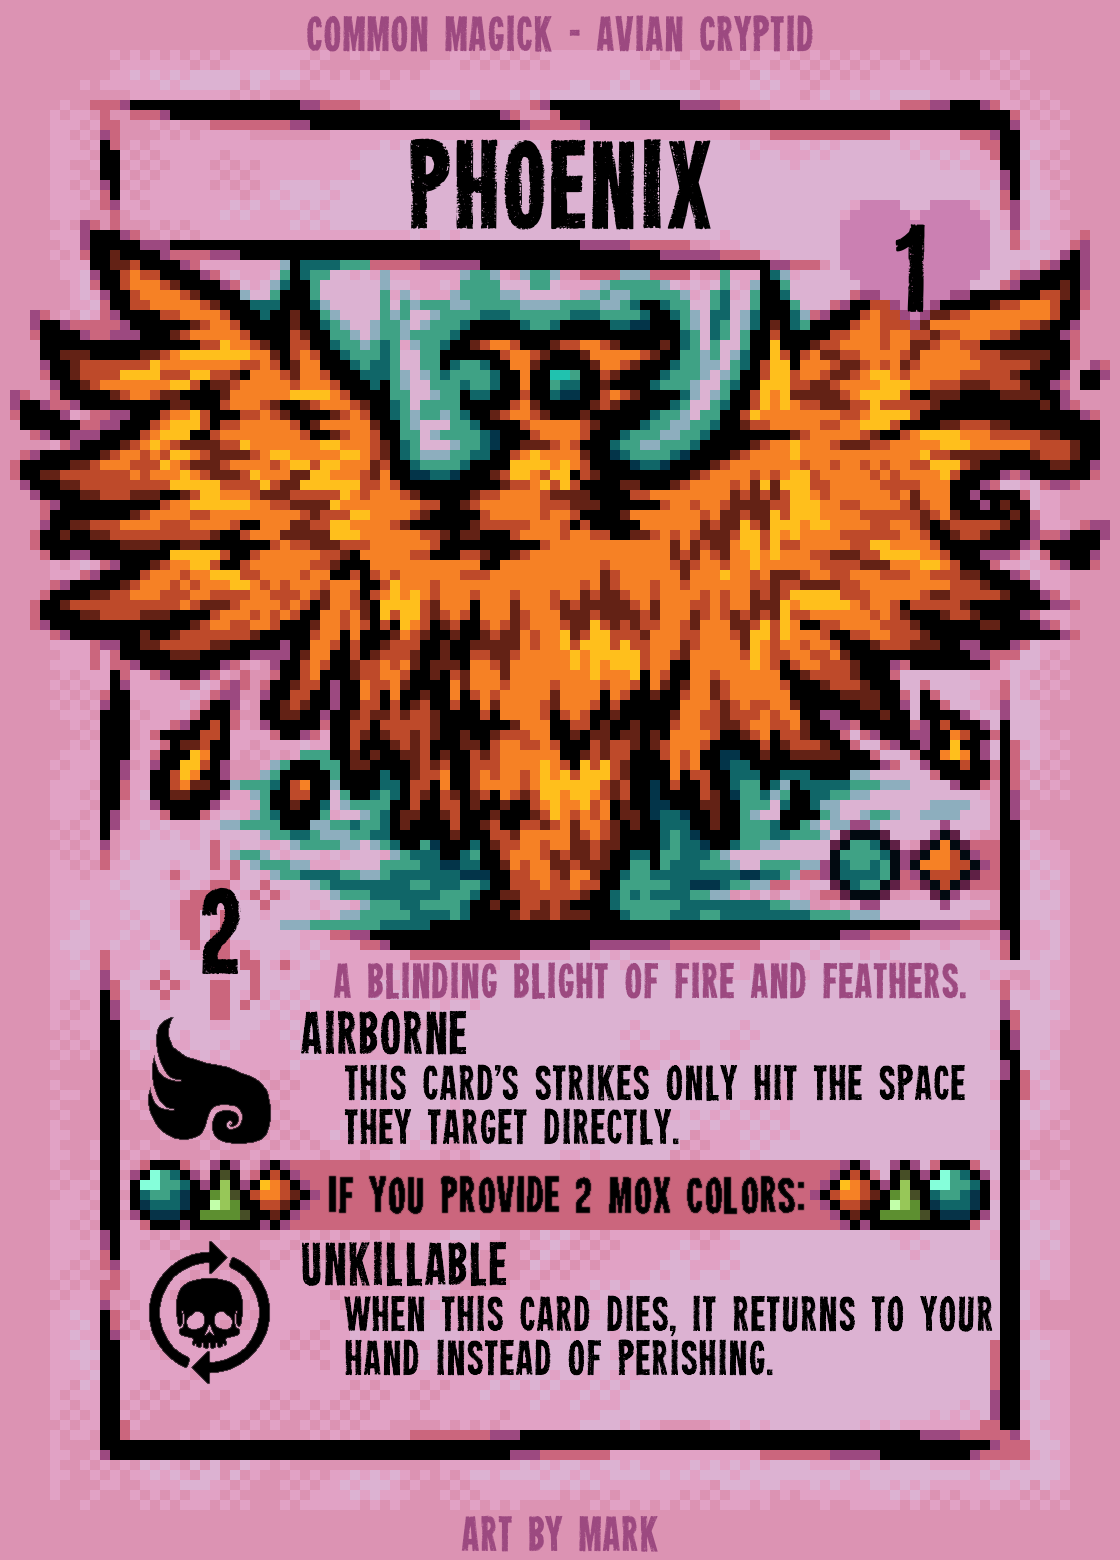 COMMON MAGICK - AVIAN CRYPTID
PHOENIX
1
2
A BLINDING BLIGHT OF FIRE AND FEATHERS.
AIRBORNE
THIS CARD'S STRIKES ONLY HIT THE SPACE
THEY TARGET DIRECTLY.
IF YOU PROVIDE 2 MOX COLORS:
UNKILLABLE
WHEN THIS CARD DIES, IT RETURNS TO YOUR
HAND INSTEAD OF PERISHING.
ART BY MARK